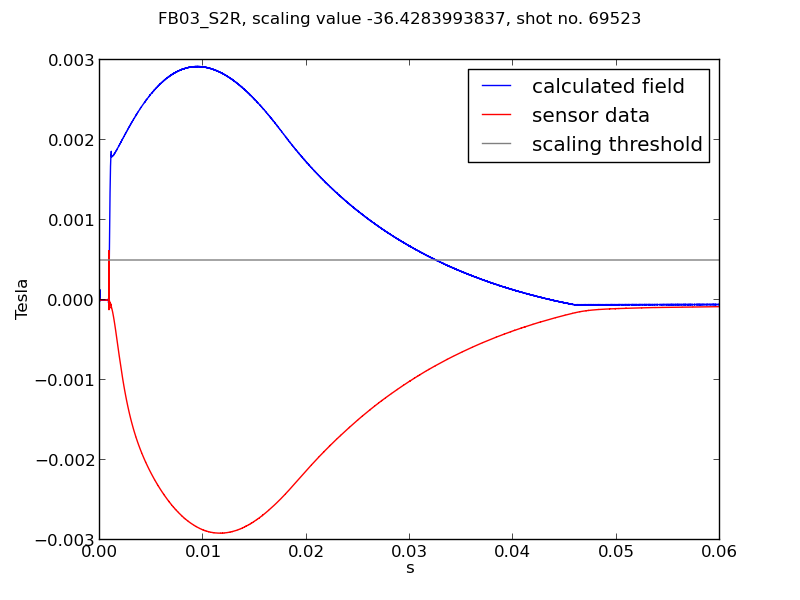 FB03_S2R, scaling value -36.4283993837, shot no. 69523
calculated field
sensor data
scaling threshold
0.003
0.002
0.001
0.000
−0.001
−0.002
−0.003
Tesla
0.00
0.01
0.02
0.03
0.04
0.05
0.06
s